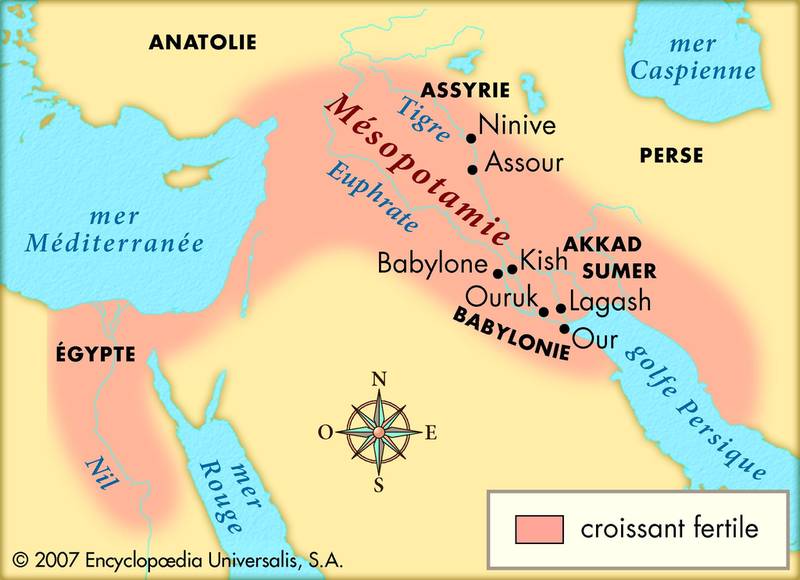 ANATOLIE
mer
Caspienne
ASSYRIE
Tigre
Ninive
Mésopotamie
Assour
PERSE
Euphrate
mer
Méditerranée
AKKAD
SUMER
Babylone
Kish
Ouruk
Lagash
BABYLONIE
Our
ÉGYPTE
golfe Persique
N
O
E
S
Nil
mer
Rouge
croissant fertile
© 2007 Encyclopœdia Universalis, S.A.